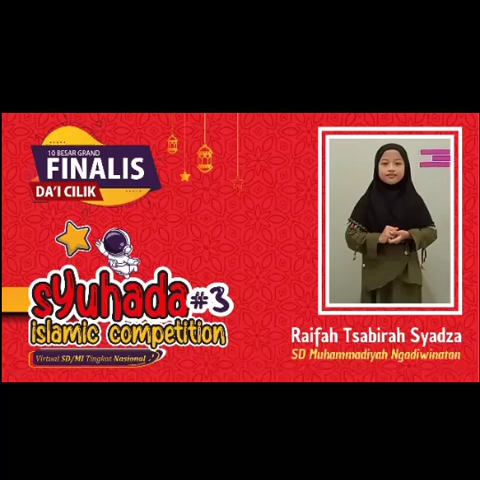 10 BESAR GRAND
FINALIS
DA'I CILIK
syuhada #3
islamic competition
Virtual SD/MI Tingkat Nasional
Raifah Tsabirah Syadza
SD Muhammadiyah Ngadiwinatan